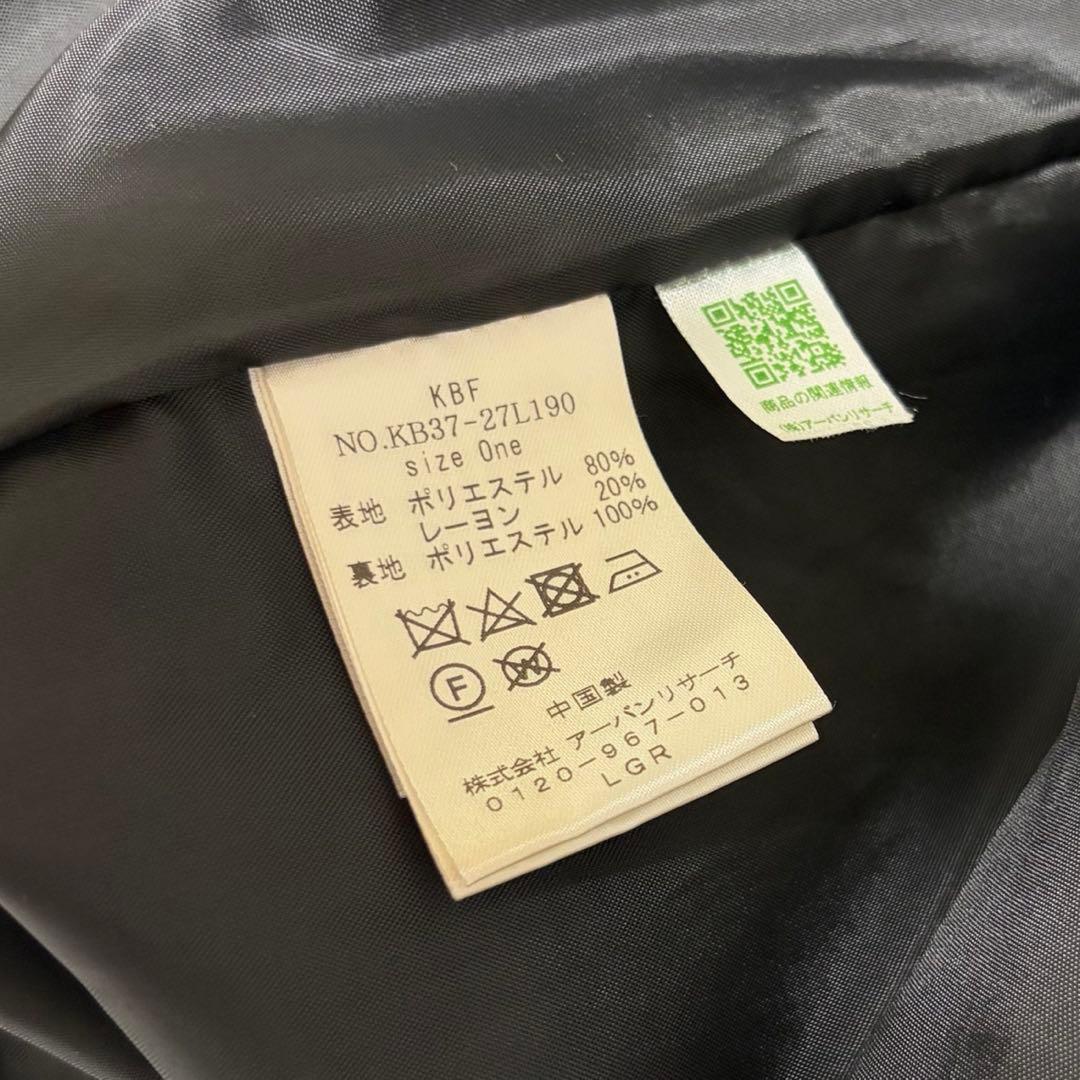 KBF
NO.KB37-27L190
size One
表地 ポリエステル 80%
レーヨン 20%
裏地 ポリエステル 100%
F
W
中国製
株式会社 アーバンリサーチ
0120-967-013
LGR
商品の関連情報
(株)アーバンリサーチ